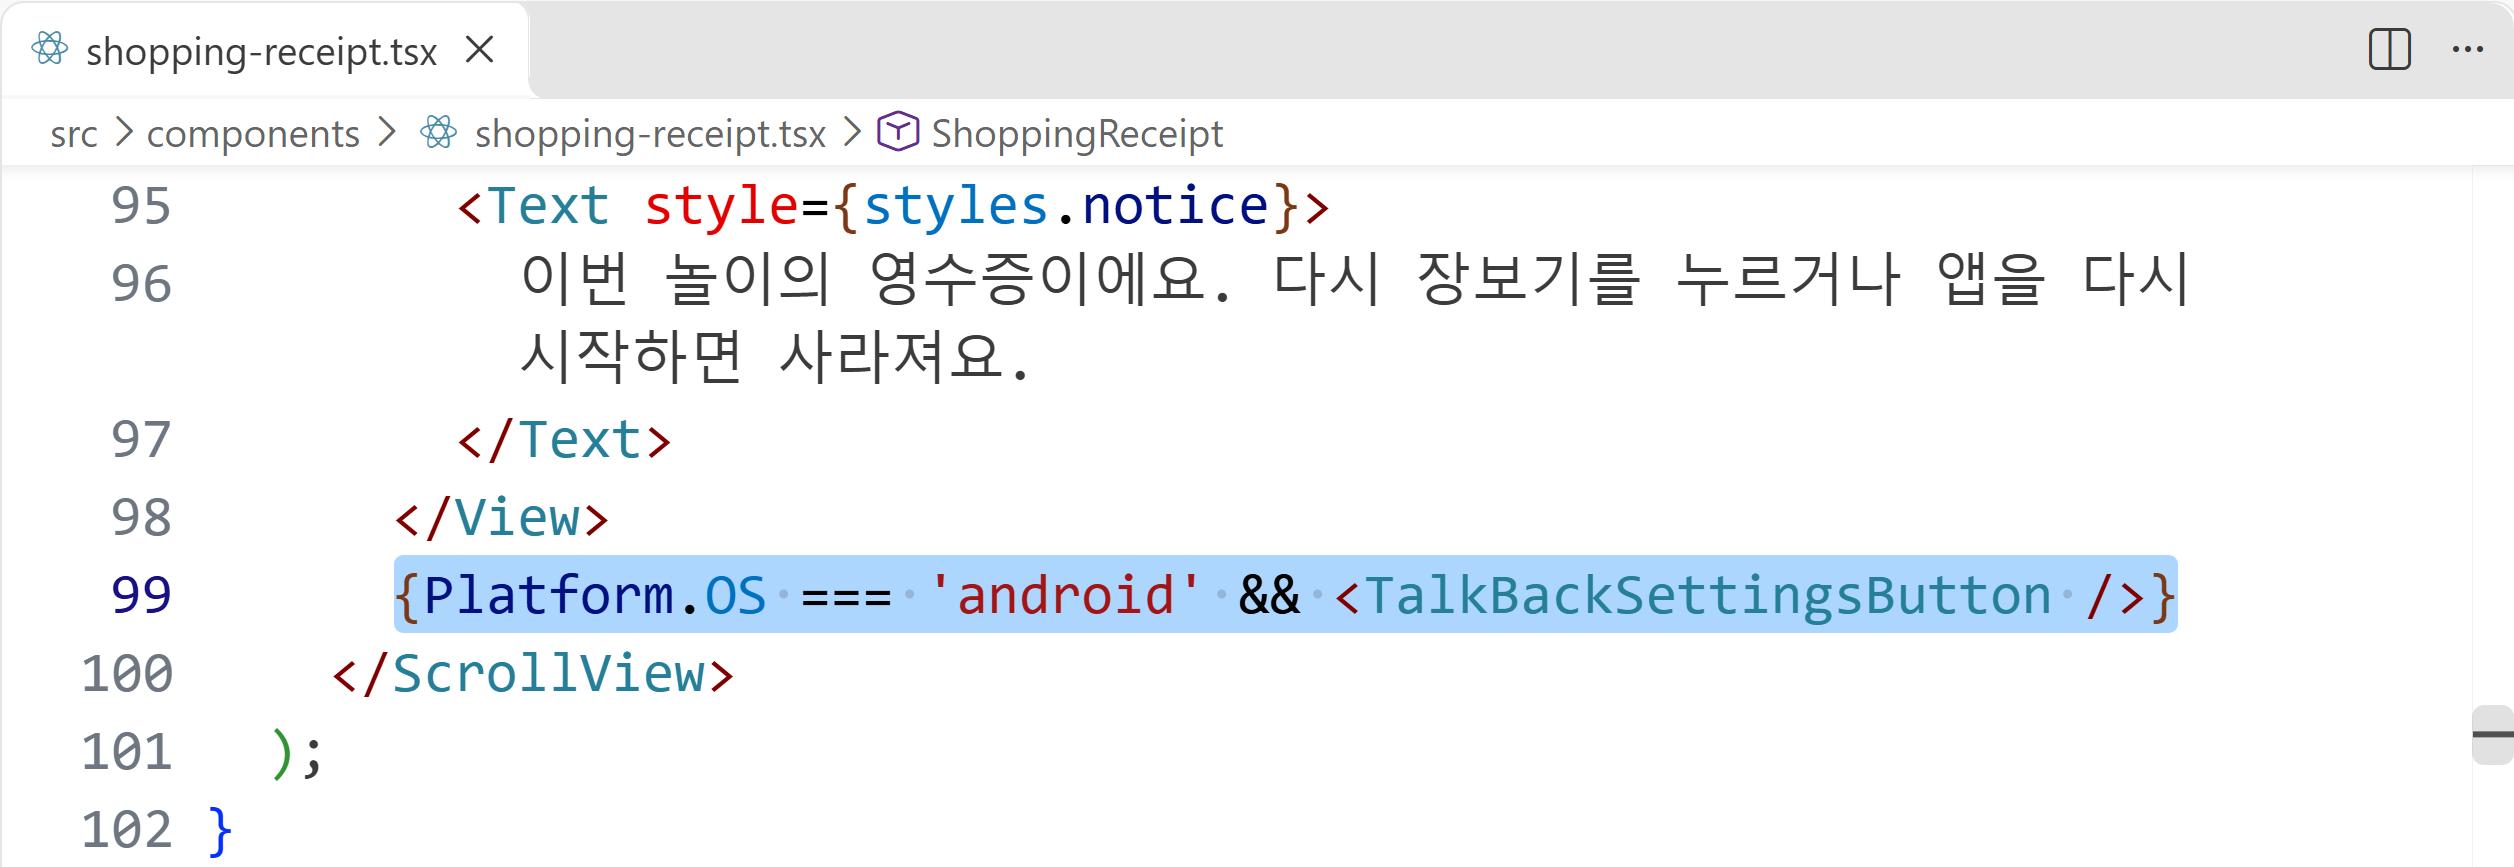 shopping-receipt.tsx
src > components > shopping-receipt.tsx > ShoppingReceipt
95 <Text style={styles.notice}>
96 이번 놀이의 영수증이에요. 다시 장보기를 누르거나 앱을 다시
시작하면 사라져요.
97 </Text>
98 </View>
99 {Platform.OS === 'android' && <TalkBackSettingsButton />}
100 </ScrollView>
101 );
102 }